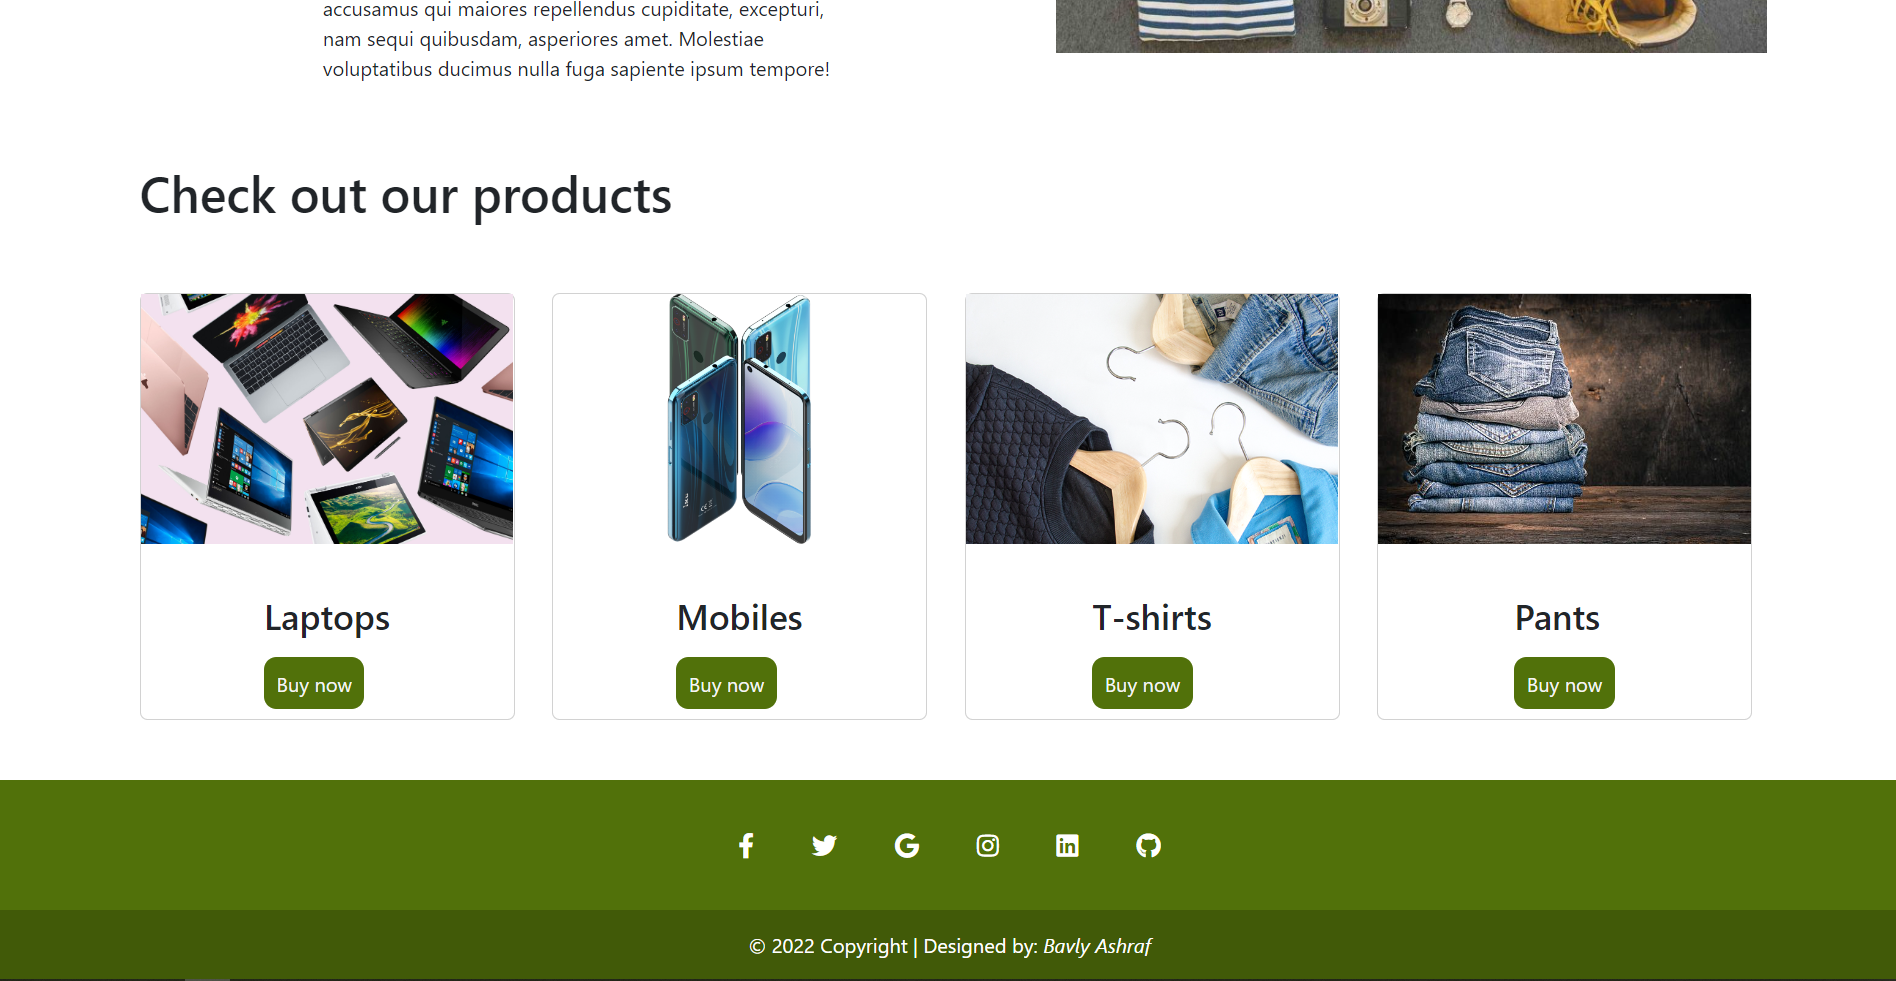 accusamus qui maiores repellendus cupiditate, excepturi,
nam sequi quibusdam, asperiores amet. Molestiae
voluptatibus ducimus nulla fuga sapiente ipsum tempore!
Check out our products
Laptops
Buy now
Mobiles
Buy now
T-shirts
Buy now
Pants
Buy now
© 2022 Copyright | Designed by: Bavly Ashraf